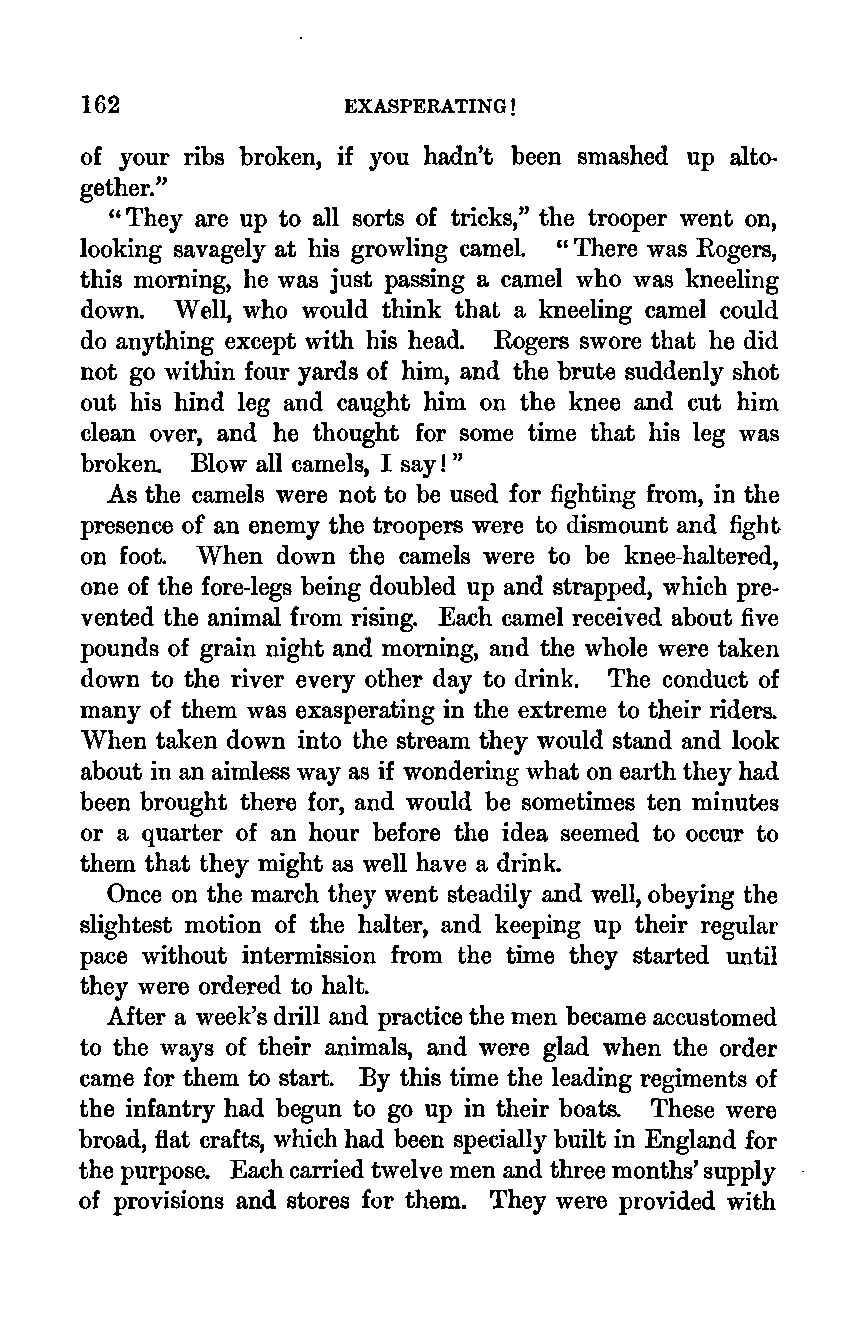 162 EXASPERATING!
of your ribs broken, if you hadn't been smashed up alto-
gether."
"They are up to all sorts of tricks," the trooper went on,
looking savagely at his growling camel. "There was Rogers,
this morning, he was just passing a camel who was kneeling
down. Well, who would think that a kneeling camel could
do anything except with his head. Rogers swore that he did
not go within four yards of him, and the brute suddenly shot
out his hind leg and caught him on the knee and cut him
clean over, and he thought for some time that his leg was
broken. Blow all camels, I say!"
As the camels were not to be used for fighting from, in the
presence of an enemy the troopers were to dismount and fight
on foot. When down the camels were to be knee-haltered,
one of the fore-legs being doubled up and strapped, which pre-
vented the animal from rising. Each camel received about five
pounds of grain night and morning, and the whole were taken
down to the river every other day to drink. The conduct of
many of them was exasperating in the extreme to their riders.
When taken down into the stream they would stand and look
about in an aimless way as if wondering what on earth they had
been brought there for, and would be sometimes ten minutes
or a quarter of an hour before the idea seemed to occur to
them that they might as well have a drink.
Once on the march they went steadily and well, obeying the
slightest motion of the halter, and keeping up their regular
pace without intermission from the time they started until
they were ordered to halt.
After a week's drill and practice the men became accustomed
to the ways of their animals, and were glad when the order
came for them to start. By this time the leading regiments of
the infantry had begun to go up in their boats. These were
broad, flat crafts, which had been specially built in England for
the purpose. Each carried twelve men and three months' supply
of provisions and stores for them. They were provided with